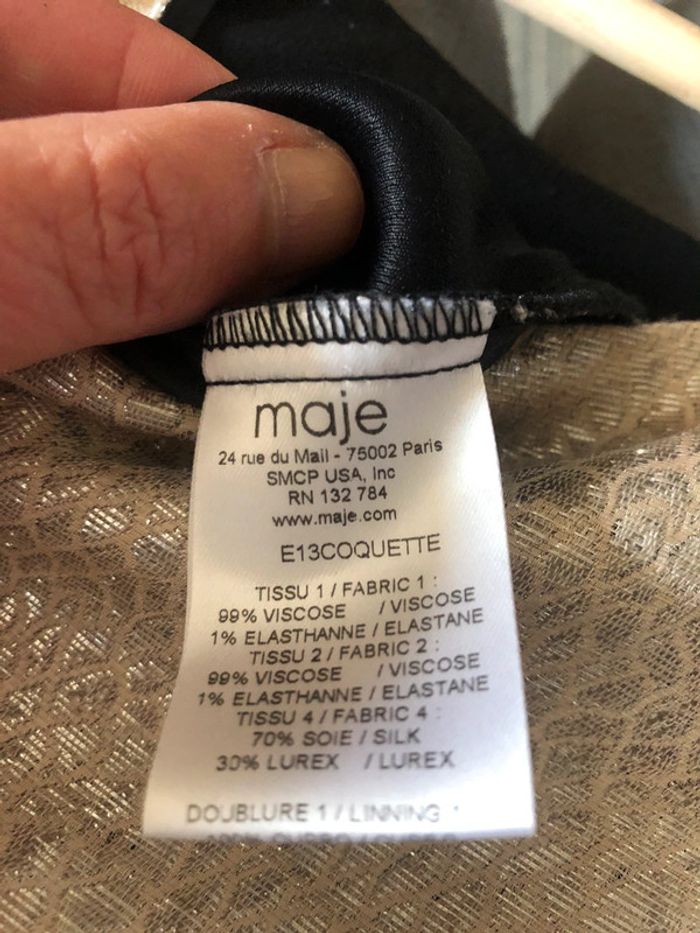 maje
24 rue du Mail - 75002 Paris
SMCP USA, Inc
RN 132 784
www.maje.com
E13COQUETTE
TISSU 1 / FABRIC 1 :
99% VISCOSE / VISCOSE
1% ELASTHANNE / ELASTANE
TISSU 2 / FABRIC 2 :
99% VISCOSE / VISCOSE
1% ELASTHANNE / ELASTANE
TISSU 4 / FABRIC 4 :
70% SOIE / SILK
30% LUREX / LUREX
DOUBLURE 1 / LINNING